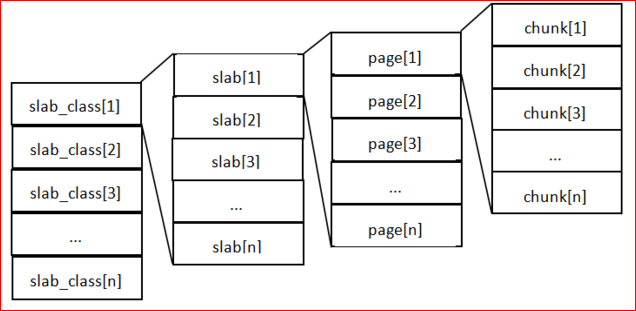 slab_class[1]
slab_class[2]
slab_class[3]
...
slab_class[n]
slab[1]
slab[2]
slab[3]
...
slab[n]
page[1]
page[2]
page[3]
...
page[n]
chunk[1]
chunk[2]
chunk[3]
...
chunk[n]